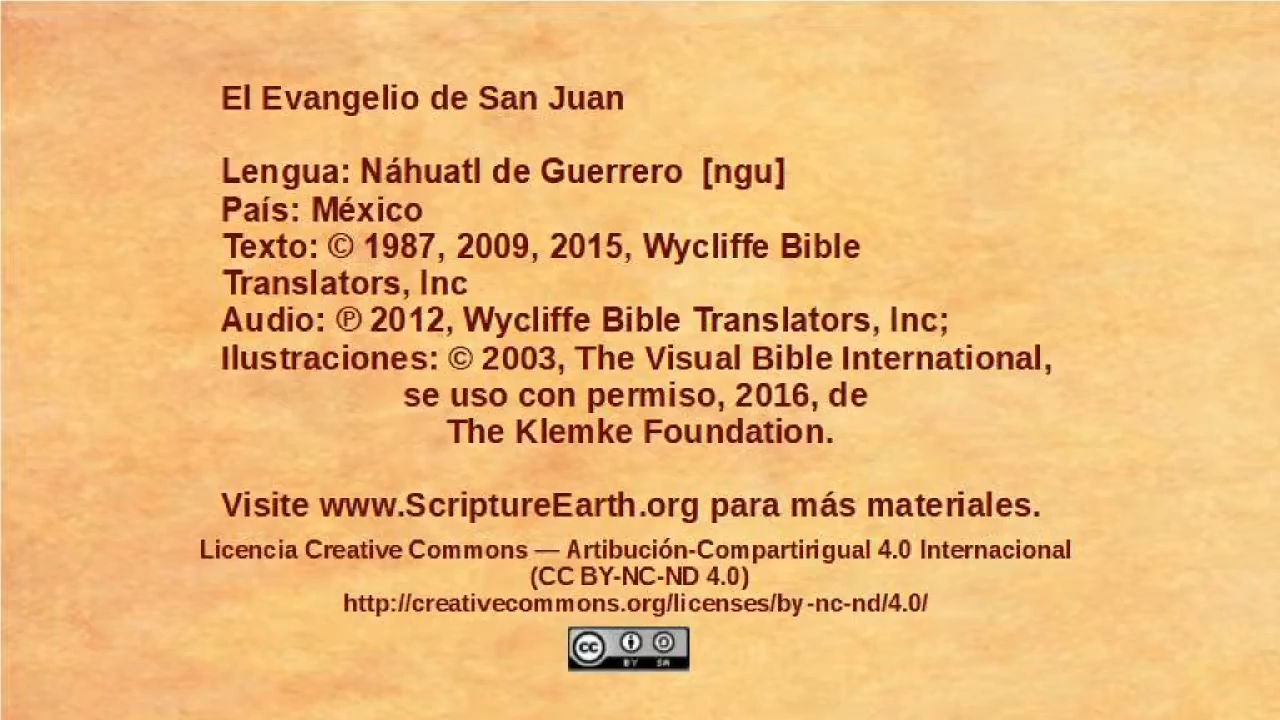 El Evangelio de San Juan
Lengua: Náhuatl de Guerrero [ngu]
País: México
Texto: © 1987, 2009, 2015, Wycliffe Bible
Translators, Inc
Audio: ℗ 2012, Wycliffe Bible Translators, Inc;
Ilustraciones: © 2003, The Visual Bible International,
se uso con permiso, 2016, de
The Klemke Foundation.
Visite www.ScriptureEarth.org para más materiales.
Licencia Creative Commons — Artibución-Compartirigual 4.0 Internacional
(CC BY-NC-ND 4.0)
http://creativecommons.org/licenses/by-nc-nd/4.0/
cc BY SA